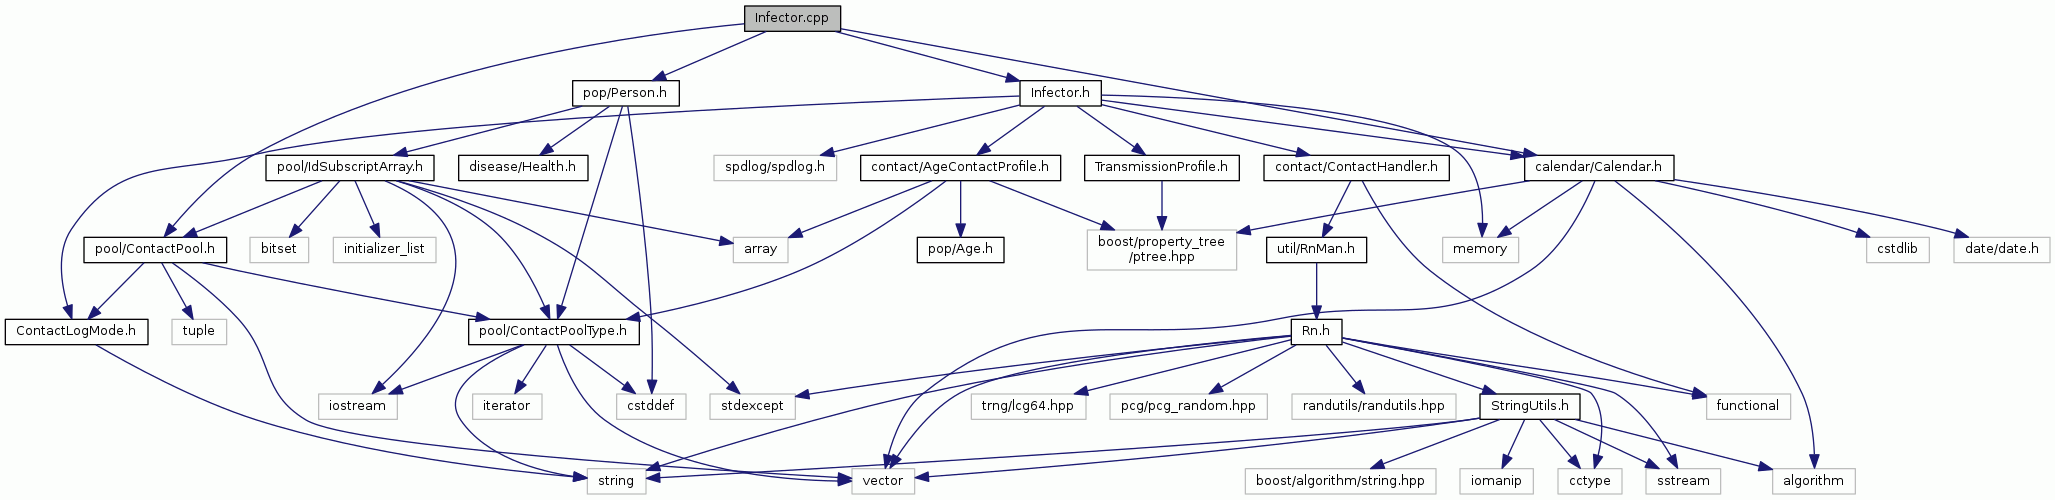 Infector.cpp
pop/Person.h
Infector.h
pool/IdSubscriptArray.h
disease/Health.h
spdlog/spdlog.h
contact/AgeContactProfile.h
TransmissionProfile.h
contact/ContactHandler.h
calendar/Calendar.h
pool/ContactPool.h
bitset
initializer_list
array
pop/Age.h
boost/property_tree
/ptree.hpp
util/RnMan.h
memory
cstdlib
date/date.h
ContactLogMode.h
tuple
pool/ContactPoolType.h
Rn.h
iostream
iterator
cstddef
stdexcept
trng/lcg64.hpp
pcg/pcg_random.hpp
randutils/randutils.hpp
StringUtils.h
functional
string
vector
boost/algorithm/string.hpp
iomanip
cctype
sstream
algorithm